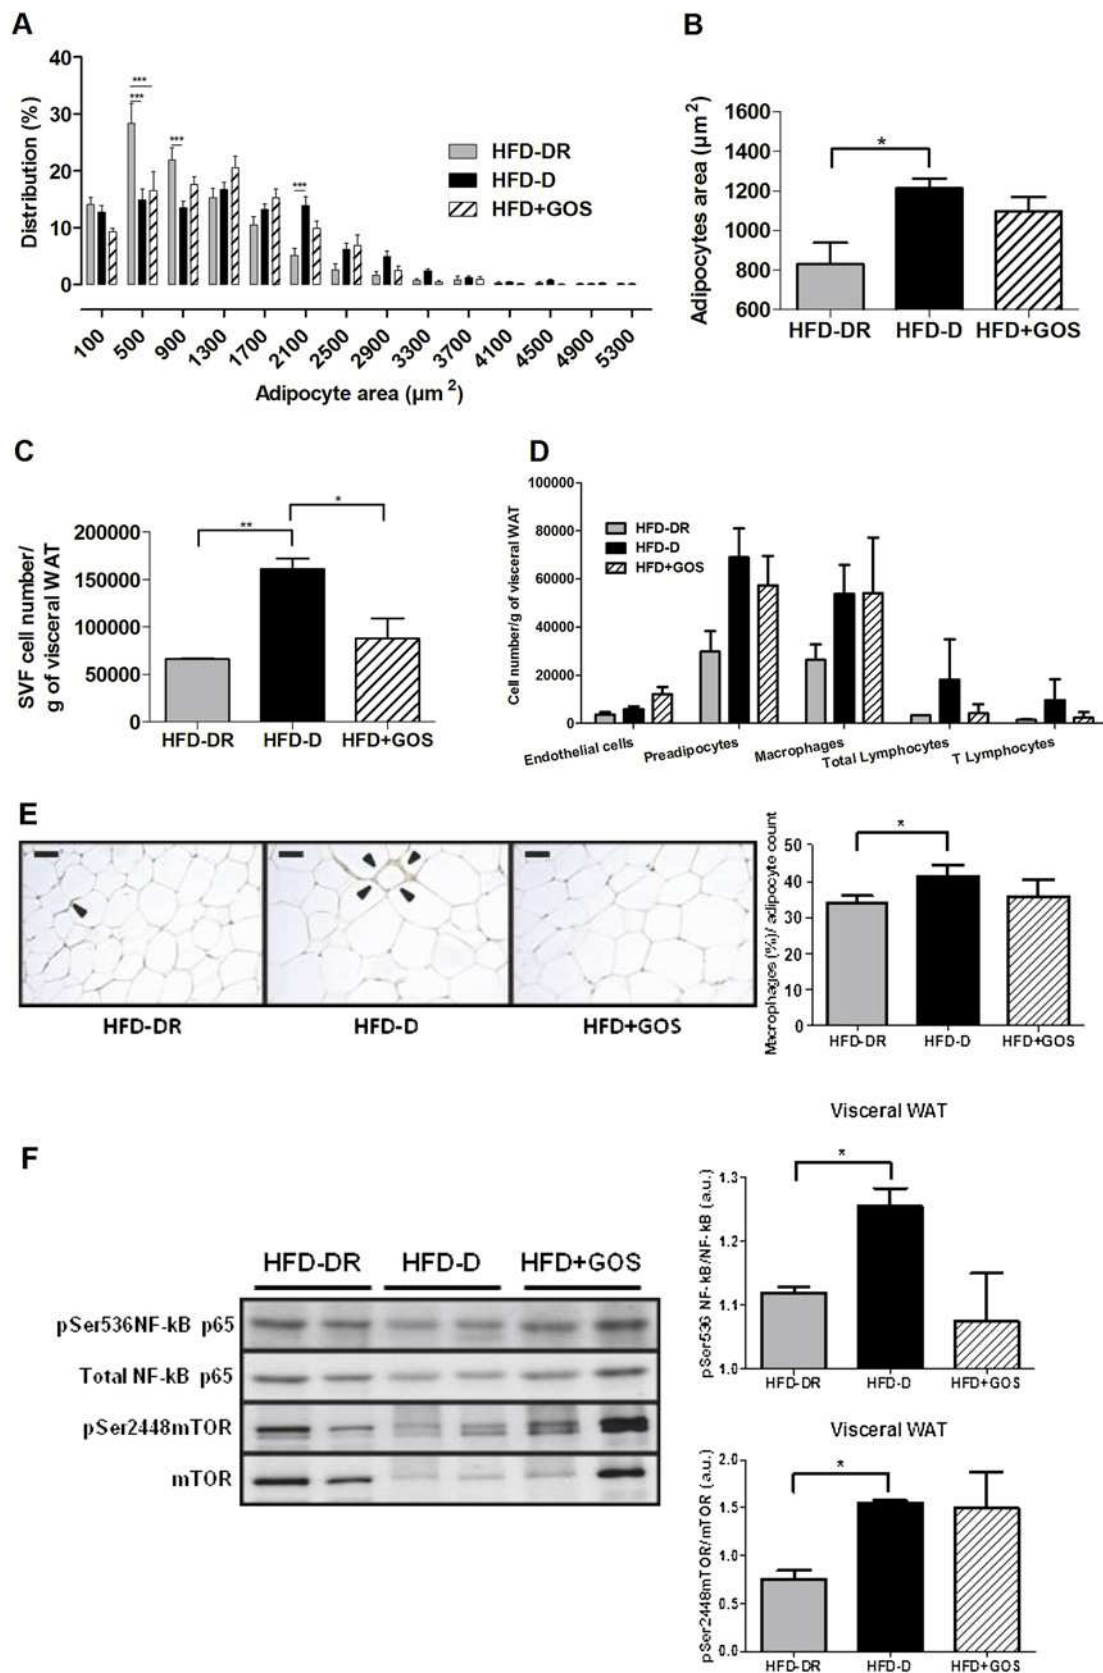 A
Distribution (%)
40
30
20
10
0
***
***
***
***
HFD-DR
HFD-D
HFD+GOS
100 500 900 1300 1700 2100 2500 2900 3300 3700 4100 4500 4900 5300
Adipocyte area (µm²)
B
Adipocytes area (µm²)
1600
1400
1200
1000
800
600
*
HFD-DR HFD-D HFD+GOS
C
SVF cell number/
g of visceral WAT
200000
150000
100000
50000
0
**
*
HFD-DR HFD-D HFD+GOS
D
Cell number/g of visceral WAT
100000
80000
60000
40000
20000
0
HFD-DR
HFD-D
HFD+GOS
Endothelial cells Preadipocytes Macrophages Total Lymphocytes T Lymphocytes
E
HFD-DR HFD-D HFD+GOS
Macrophages (%)/ adipocyte count
50
40
30
20
10
0
*
HFD-DR HFD-D HFD+GOS
F
HFD-DR HFD-D HFD+GOS
pSer536NF-kB p65
Total NF-kB p65
pSer2448mTOR
mTOR
Visceral WAT
pSer536 NF-kB/NF-kB (a.u.)
1.3
1.2
1.1
1.0
*
HFD-DR HFD-D HFD+GOS
Visceral WAT
pSer2448mTOR/mTOR (a.u.)
2.0
1.5
1.0
0.5
0.0
*
HFD-DR HFD-D HFD+GOS